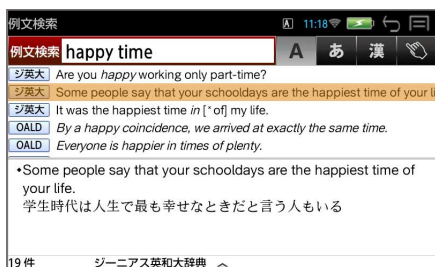 例文検索
A 11:18
例文検索 happy time A あ 漢
ジ英大 Are you happy working only part-time?
ジ英大 Some people say that your schooldays are the happiest time of your li
ジ英大 It was the happiest time in [*of] my life.
OALD By a happy coincidence, we arrived at exactly the same time.
OALD Everyone is happier in times of plenty.
•Some people say that your schooldays are the happiest time of
your life.
学生時代は人生で最も幸せなときだと言う人もいる
19件 ジーニアス英和大辞典